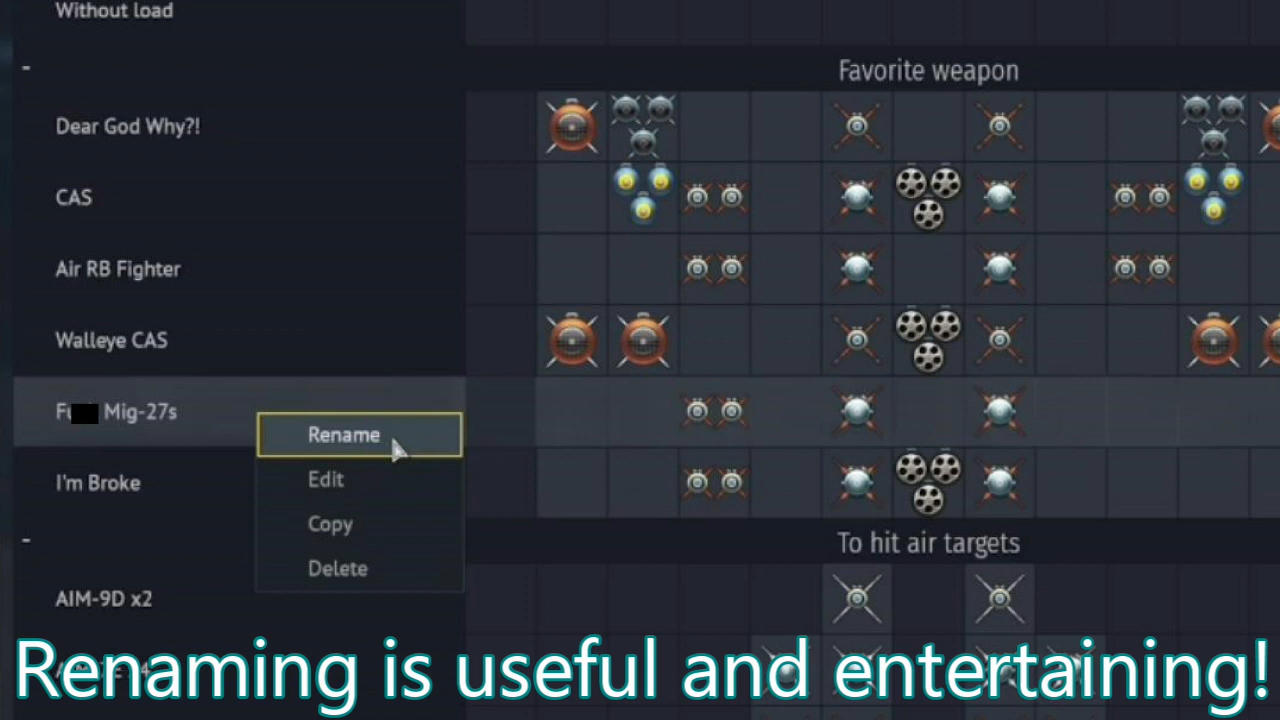 Without load
-
Favorite weapon
Dear God Why?!
CAS
Air RB Fighter
Walleye CAS
Mig-27s
Rename
I'm Broke
Edit
Copy
-
To hit air targets
Delete
AIM-9D x2
Renaming is useful and entertaining!